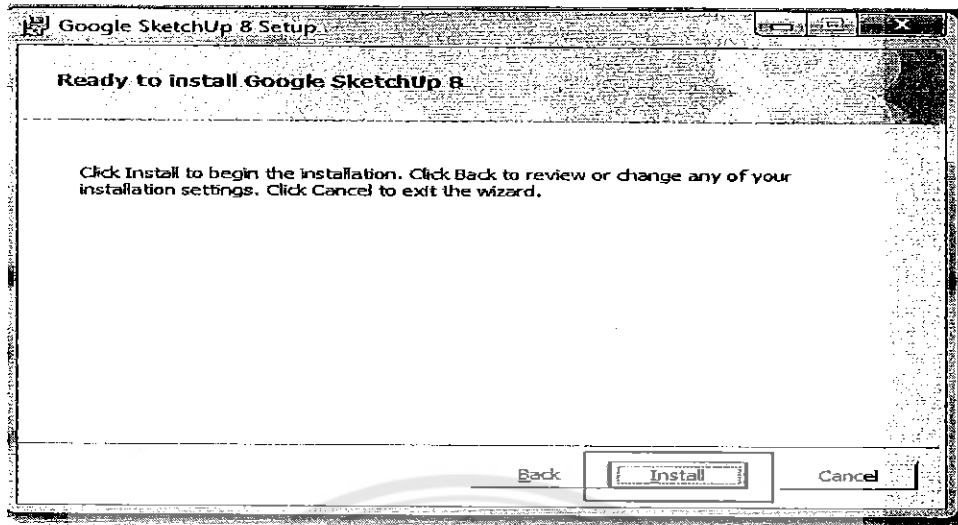 Google SketchUp 8 Setup
Ready to install Google SketchUp 8
Click Install to begin the installation. Click Back to review or change any of your
installation settings. Click Cancel to exit the wizard.
Back Install Cancel